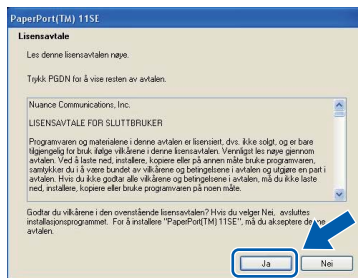 PaperPort(TM) 11SE
Lisensavtale
Les denne lisensavtalen nøye.
Trykk PGDN for å vise resten av avtalen.
Nuance Communications, Inc.
LISENSAVTALE FOR SLUTTBRUKER
Programvaren og materialene i denne avtalen er lisensiert, dvs. ikke solgt, og er bare
tilgjengelig for bruk ifølge vilkårene i denne lisensavtalen. Vennligst les nøye gjennom
avtalen. Ved å laste ned, installere, kopiere eller på annen måte bruke programvaren,
samtykker du i å være bundet av vilkårene og betingelsene i avtalen og utgjøre en part i
avtalen. Hvis du ikke godtar alle vilkårene og betingelsene i avtalen, må du ikke laste
ned, installere, kopiere eller bruke programvaren på noen måte.
Godtar du vilkårene i den ovenstående lisensavtalen? Hvis du velger Nei, avsluttes
installasjonsprogrammet. For å installere "PaperPort(TM) 11SE", må du akseptere denne
avtalen.
Ja
Nei